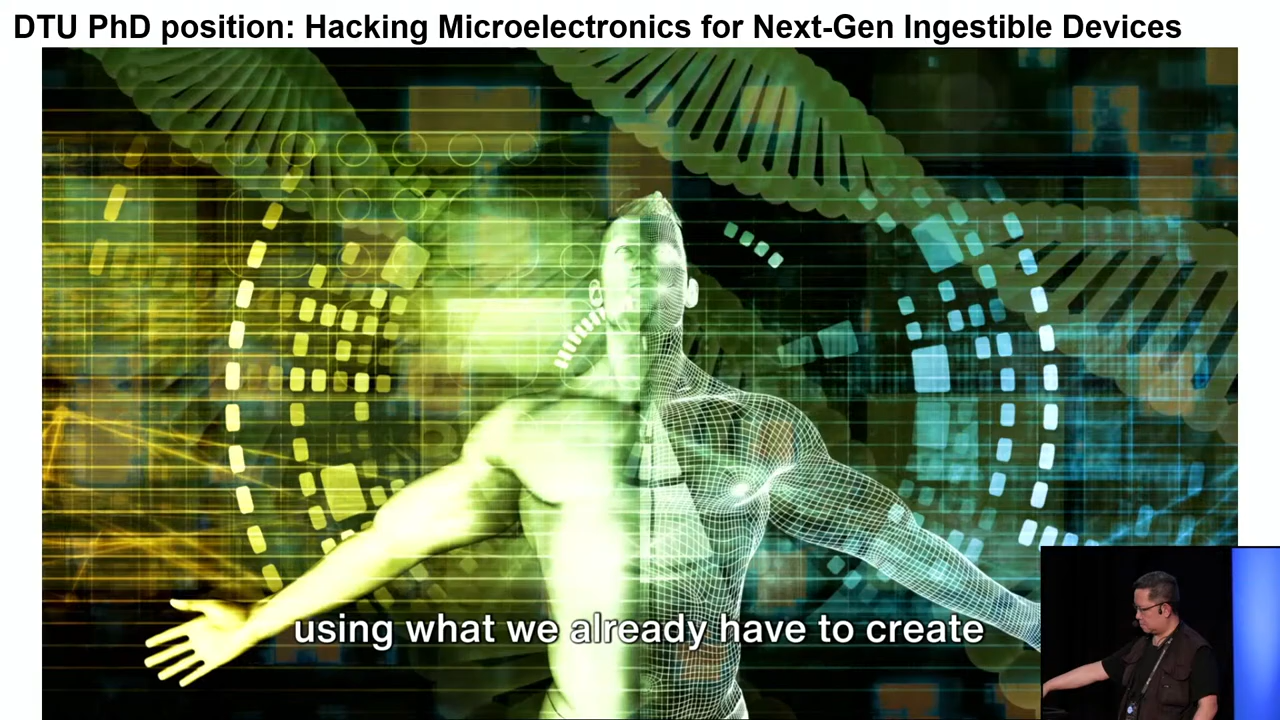 DTU PhD position: Hacking Microelectronics for Next-Gen Ingestible Devices
using what we already have to create